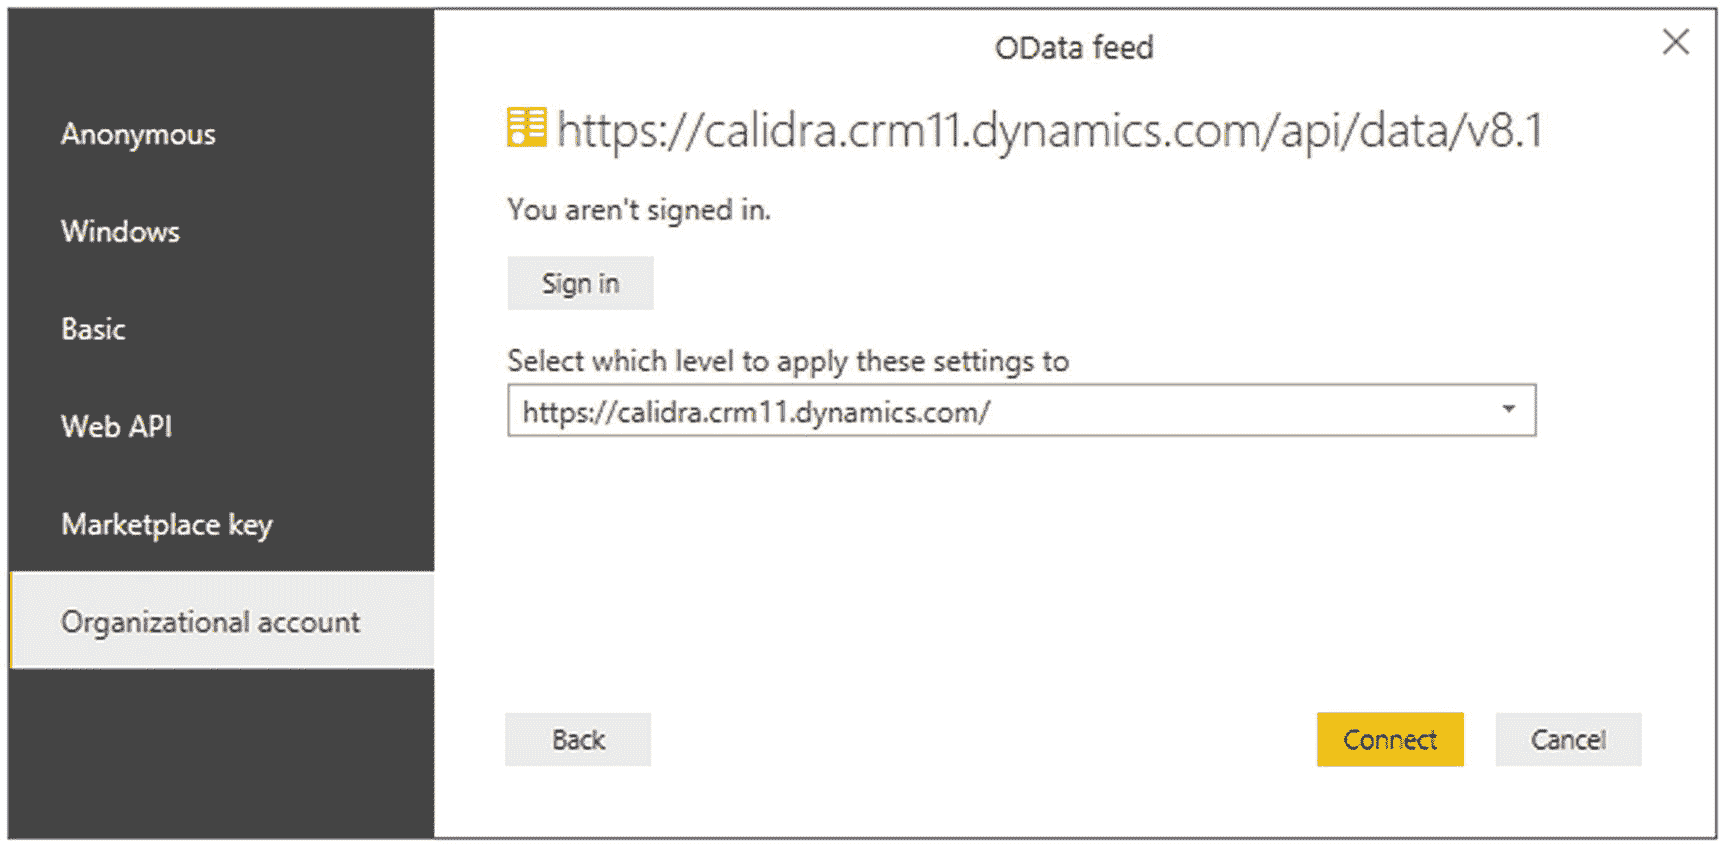 OData feed
Anonymous
Windows
Basic
Web API
Marketplace key
Organizational account
https://calidra.crm11.dynamics.com/api/data/v8.1
You aren't signed in.
Sign in
Select which level to apply these settings to
https://calidra.crm11.dynamics.com/
Back
Connect
Cancel